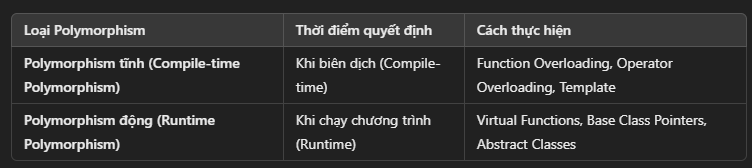 Loại Polymorphism Thời điểm quyết định Cách thực hiện
Polymorphism tĩnh (Compile-time Khi biên dịch (Compile- Function Overloading, Operator
Polymorphism) time) Overloading, Template
Polymorphism động (Runtime Khi chạy chương trình Virtual Functions, Base Class Pointers,
Polymorphism) (Runtime) Abstract Classes